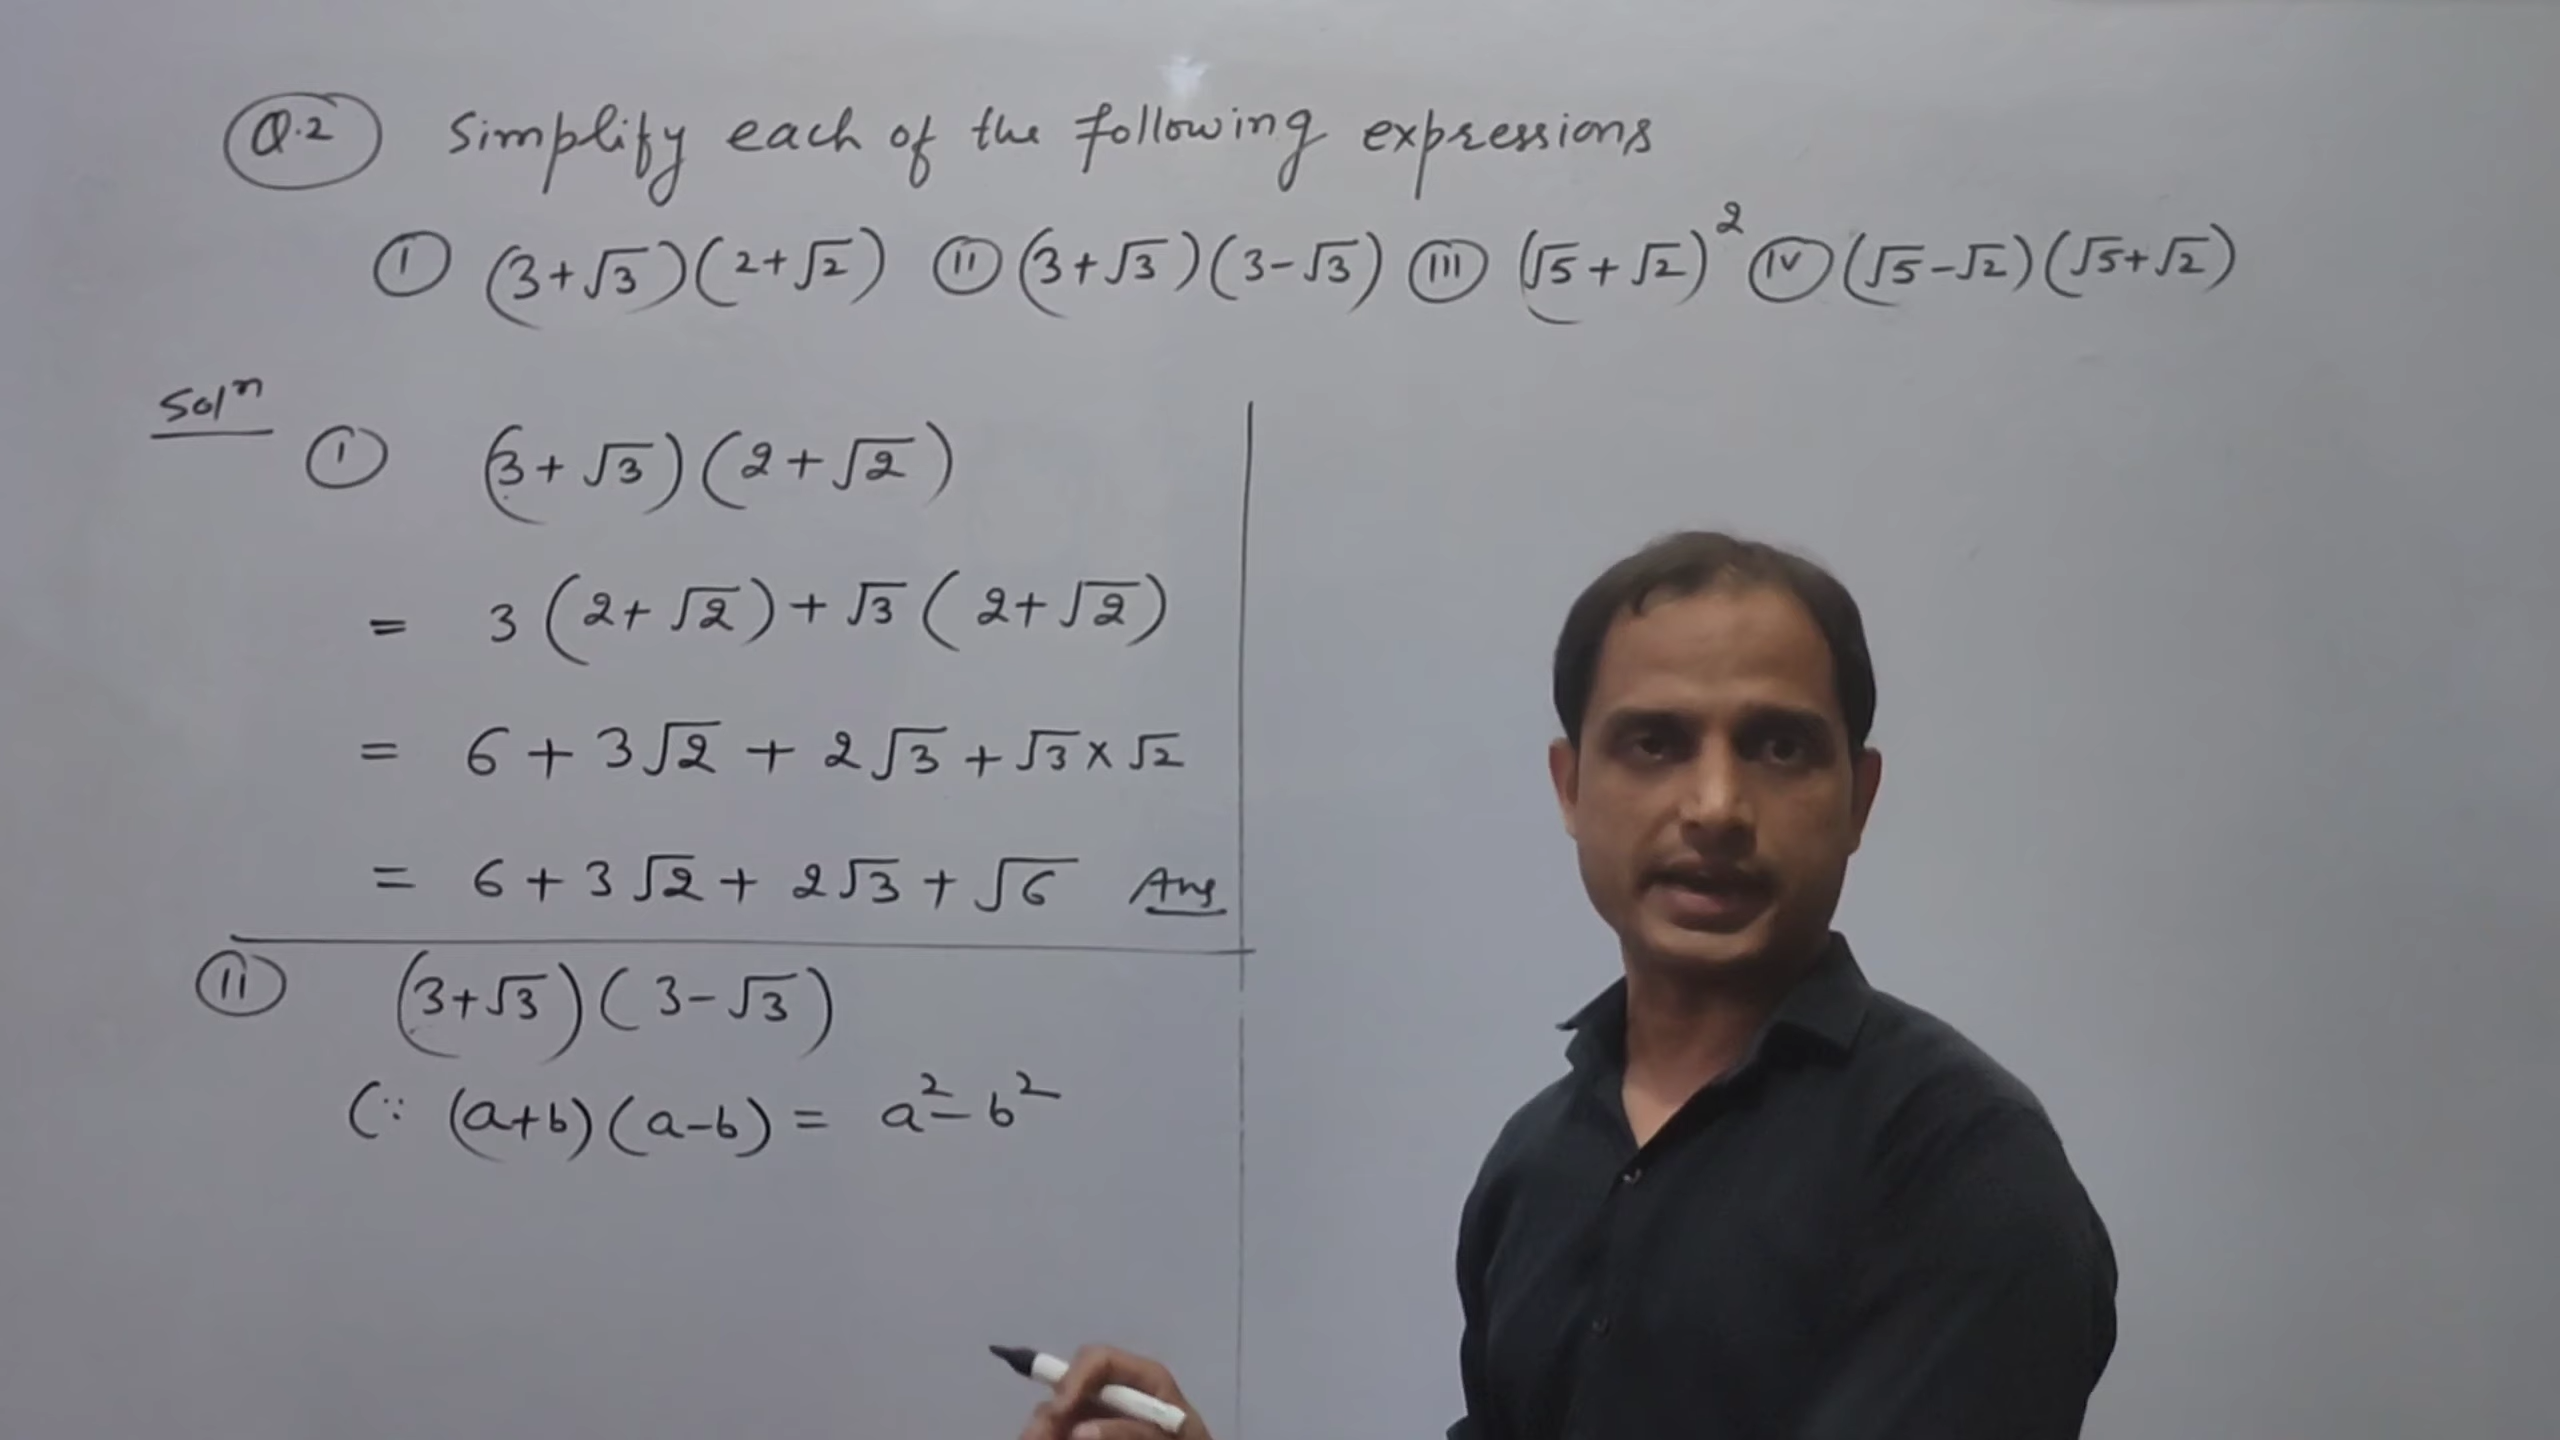 Q.2 Simplify each of the following expressions
(i) (3+√3)(2+√2) (ii) (3+√3)(3-√3) (iii) (√5+√2)² (iv) (√5-√2)(√5+√2)
Solⁿ
(i) (3+√3)(2+√2)
= 3(2+√2)+√3(2+√2)
= 6+3√2+2√3+√3×√2
= 6+3√2+2√3+√6 Ans
(ii) (3+√3)(3-√3)
(∵ (a+b)(a-b) = a²-b²